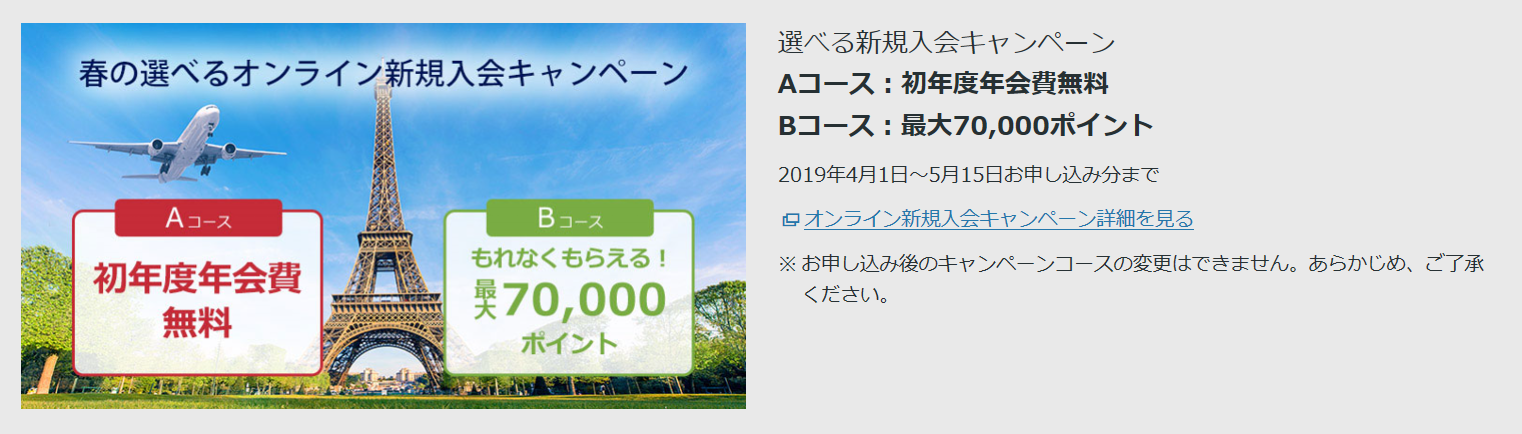 春の選べるオンライン新規入会キャンペーン
Aコース
初年度年会費
無料
Bコース
もれなくもらえる！
最大70,000
ポイント
選べる新規入会キャンペーン
Aコース：初年度年会費無料
Bコース：最大70,000ポイント
2019年4月1日～5月15日お申し込み分まで
オンライン新規入会キャンペーン詳細を見る
※ お申し込み後のキャンペーンコースの変更はできません。あらかじめ、ご了承
ください。